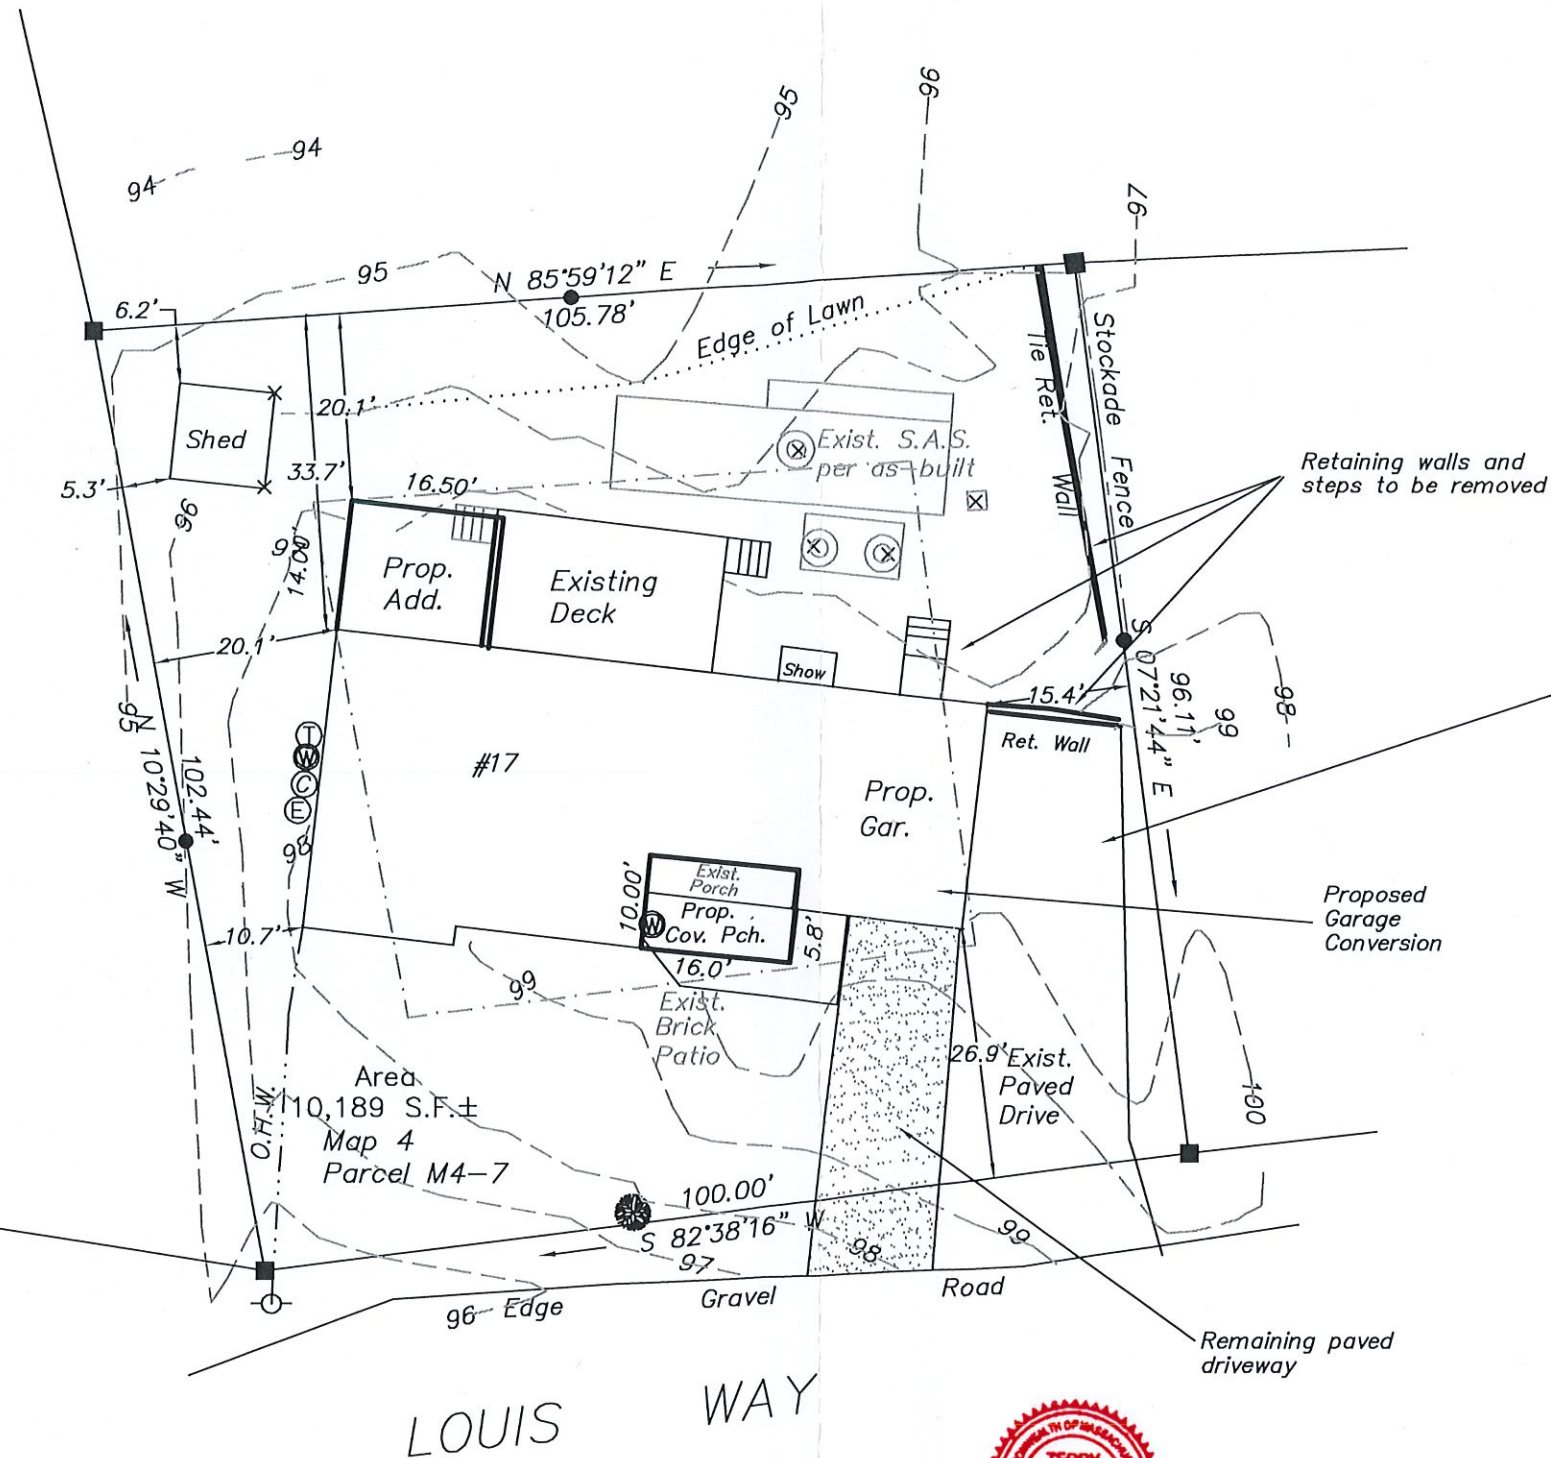 95
96
94
94
97
95
N 85°59'12" E
105.78'
6.2'
Edge of Lawn
Tie Ret. Wall
Stockade Fence
20.1'
Shed
Exist. S.A.S.
per as-built
33.7'
5.3'
16.50'
Retaining walls and
steps to be removed
96
14.00'
Prop.
Add.
Existing
Deck
20.1'
Show
15.4'
S 07°21'44" E
96.11'
98
99
95
N 10°29'40" W
102.44'
Ret. Wall
T
W
C
E
#17
98
Prop.
Gar.
Exist.
Porch
10.00'
Prop.
Cov. Pch.
W
5.8'
16.0'
Proposed
Garage
Conversion
10.7'
99
Exist.
Brick
Patio
26.9'
Exist.
Paved
Drive
100
O.H.W.
Area
10,189 S.F.±
Map 4
Parcel M4-7
100.00'
S 82°38'16" W
97
98
99
96
Edge
Gravel
Road
Remaining paved
driveway
LOUIS WAY
TERRY